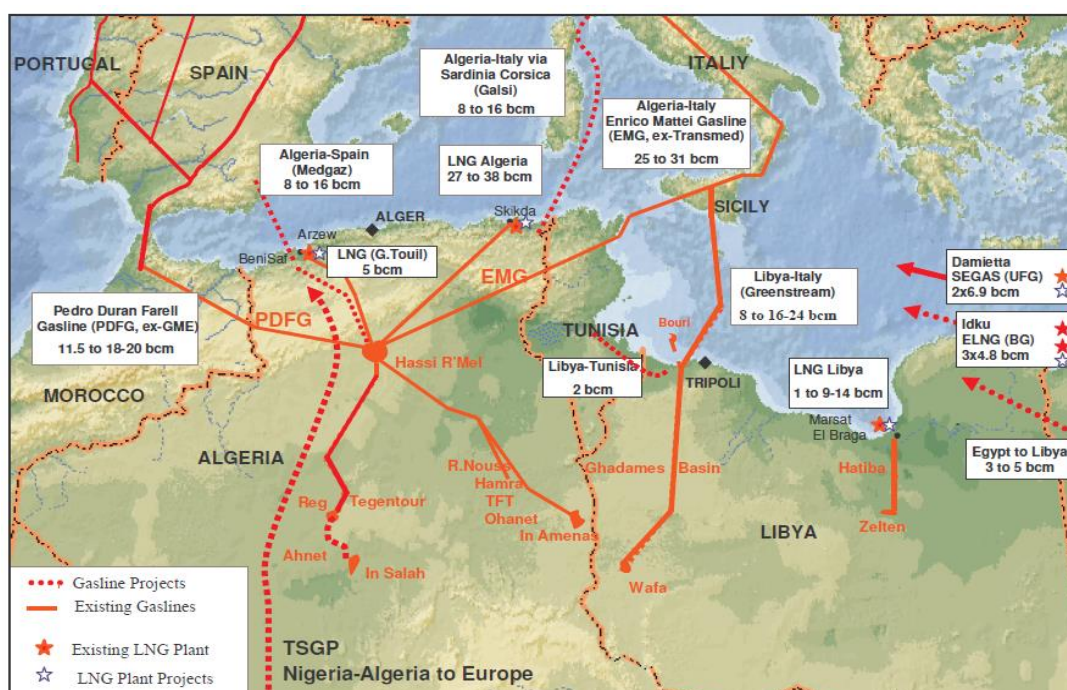 PORTUGAL
SPAIN
ITALIY
Algeria-Italy via
Sardinia Corsica
(Galsi)
8 to 16 bcm
Algeria-Italy
Enrico Mattei Gasline
(EMG, ex-Transmed)
25 to 31 bcm
Algeria-Spain
(Medgaz)
8 to 16 bcm
LNG Algeria
27 to 38 bcm
SICILY
Skikda
ALGER
Arzew
BeniSaf
LNG (G.Touil)
5 bcm
EMG
Damietta
SEGAS (UFG)
2x6.9 bcm
Libya-Italy
(Greenstream)
8 to 16-24 bcm
Pedro Duran Farell
Gasline (PDFG, ex-GME)
11.5 to 18-20 bcm
PDFG
TUNISIA
Bouri
Idku
ELNG (BG)
3x4.8 bcm
Hassi R'Mel
Libya-Tunisia
2 bcm
TRIPOLI
LNG Libya
1 to 9-14 bcm
MOROCCO
Marsat
El Braga
ALGERIA
R.Nouss
Hamra
TFT
Ohanet
In Amenas
Ghadames Basin
Hatiba
Egypt to Libya
3 to 5 bcm
Reg
Tegentour
Zelten
LIBYA
Ahnet
In Salah
Wafa
Gasline Projects
Existing Gaslines
Existing LNG Plant
LNG Plant Projects
TSGP
Nigeria-Algeria to Europe